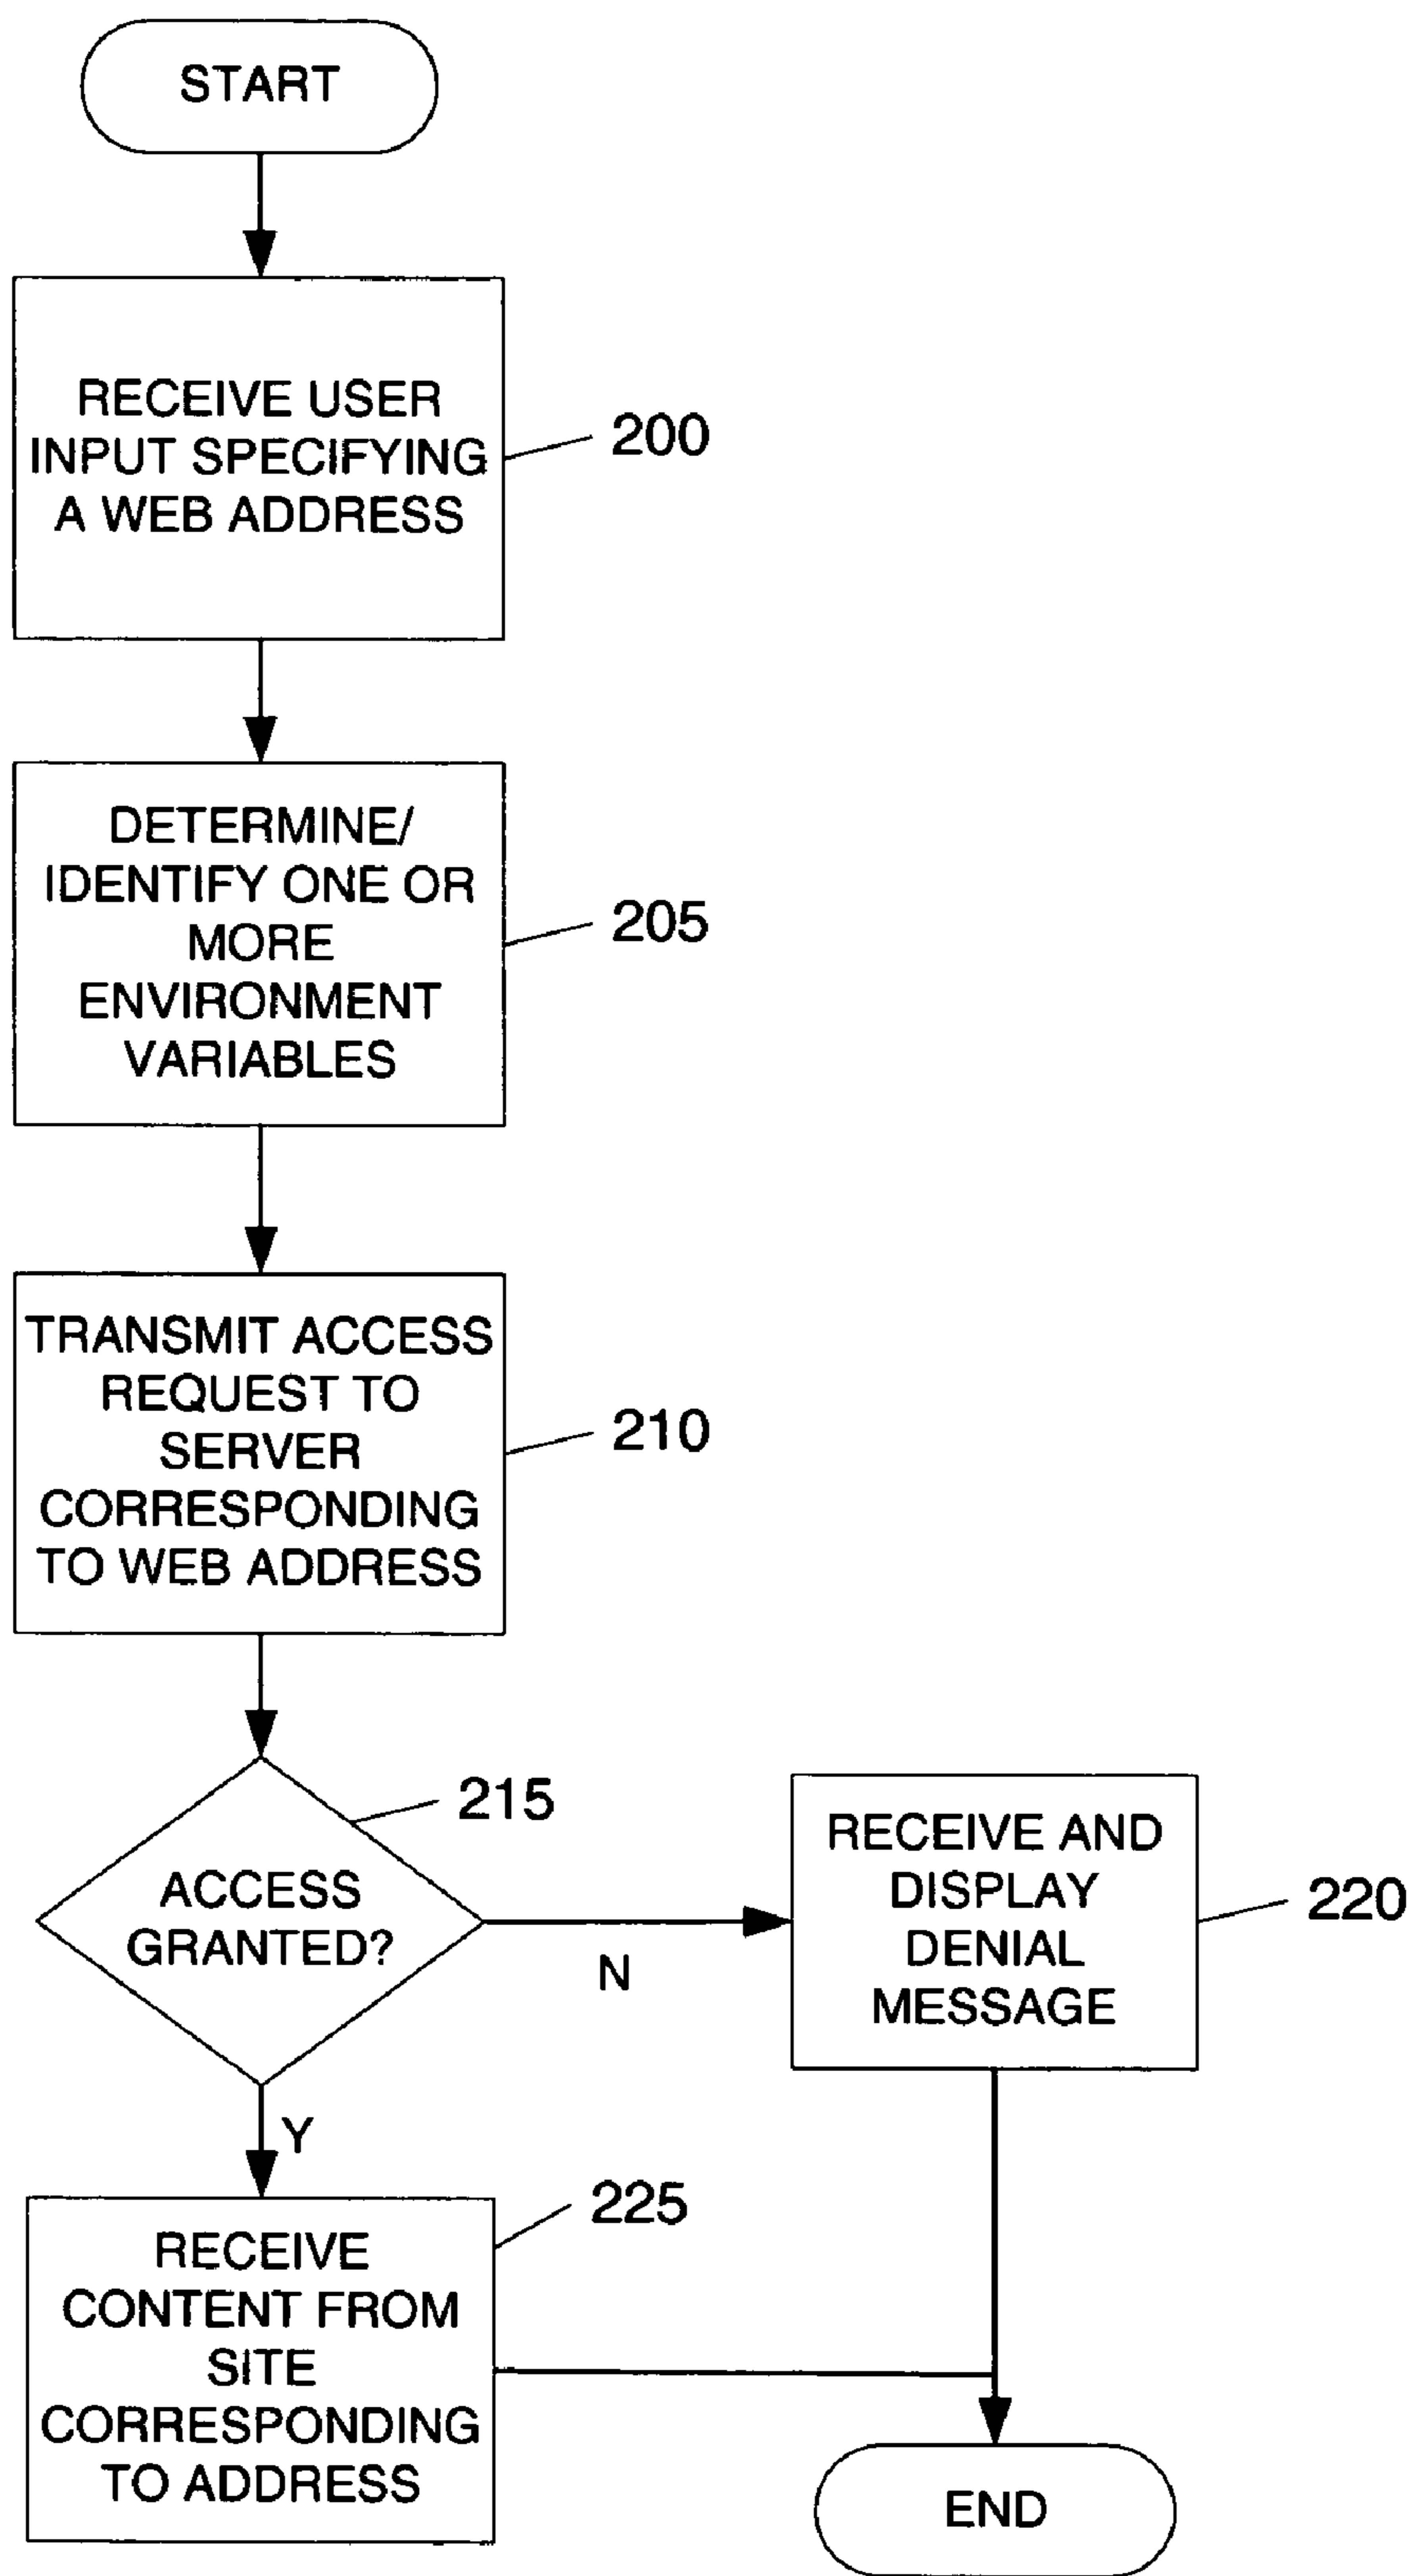 START
RECEIVE USER
INPUT SPECIFYING
A WEB ADDRESS
200
DETERMINE/
IDENTIFY ONE OR
MORE
ENVIRONMENT
VARIABLES
205
TRANSMIT ACCESS
REQUEST TO
SERVER
CORRESPONDING
TO WEB ADDRESS
210
215
ACCESS
GRANTED?
N
RECEIVE AND
DISPLAY
DENIAL
MESSAGE
220
Y
225
RECEIVE
CONTENT FROM
SITE
CORRESPONDING
TO ADDRESS
END